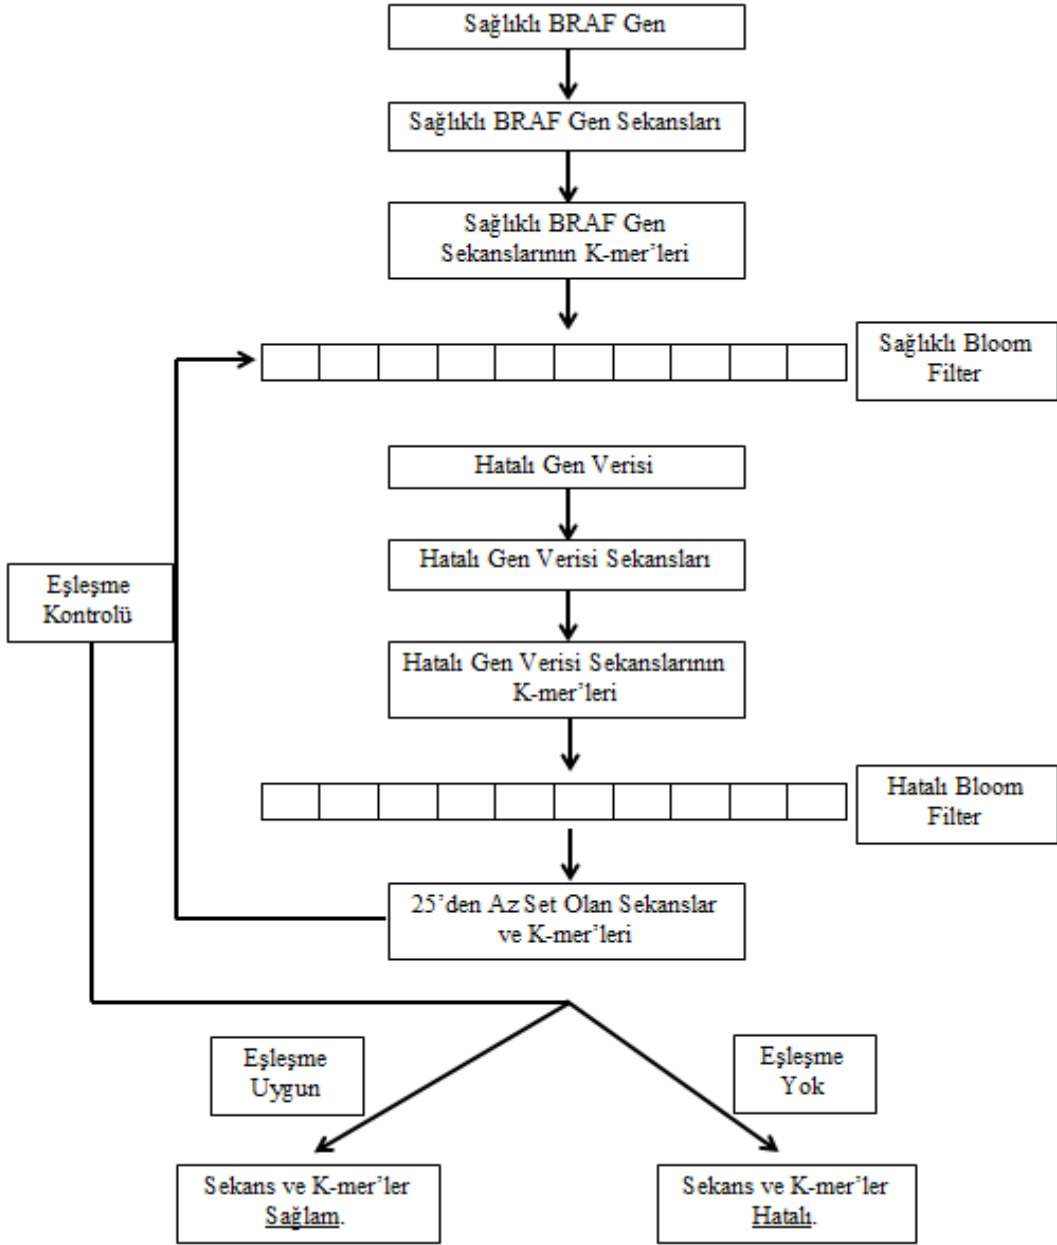 Sağlıklı BRAF Gen
Sağlıklı BRAF Gen Sekansları
Sağlıklı BRAF Gen
Sekanslarının K-mer’leri
Sağlıklı Bloom
Filter
Hatalı Gen Verisi
Hatalı Gen Verisi Sekansları
Eşleşme
Kontrolü
Hatalı Gen Verisi Sekanslarının
K-mer’leri
Hatalı Bloom
Filter
25’den Az Set Olan Sekanslar
ve K-mer’leri
Eşleşme
Uygun
Eşleşme
Yok
Sekans ve K-mer’ler
Sağlam.
Sekans ve K-mer’ler
Hatalı.